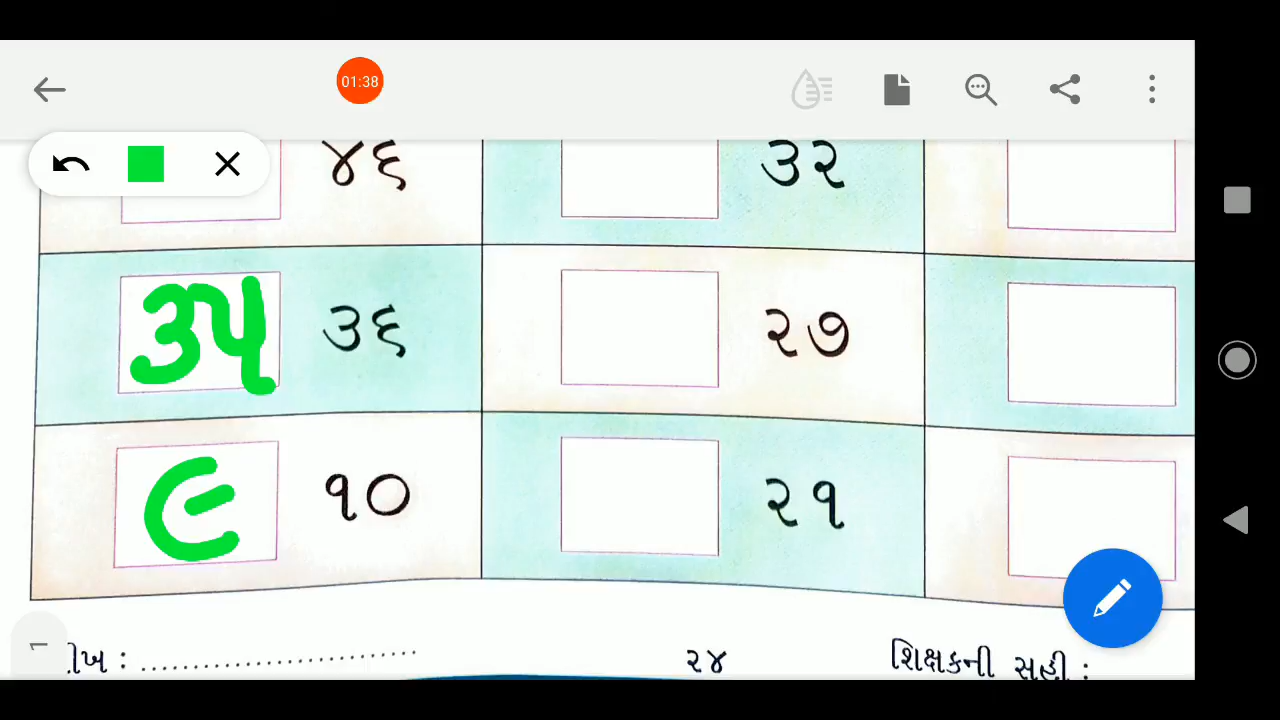 01:38
૪૬ ૩૨
૩૫ ૩૬ ૨૭
૯ ૧૦ ૨૧
૨૪ શિક્ષકની સહી :